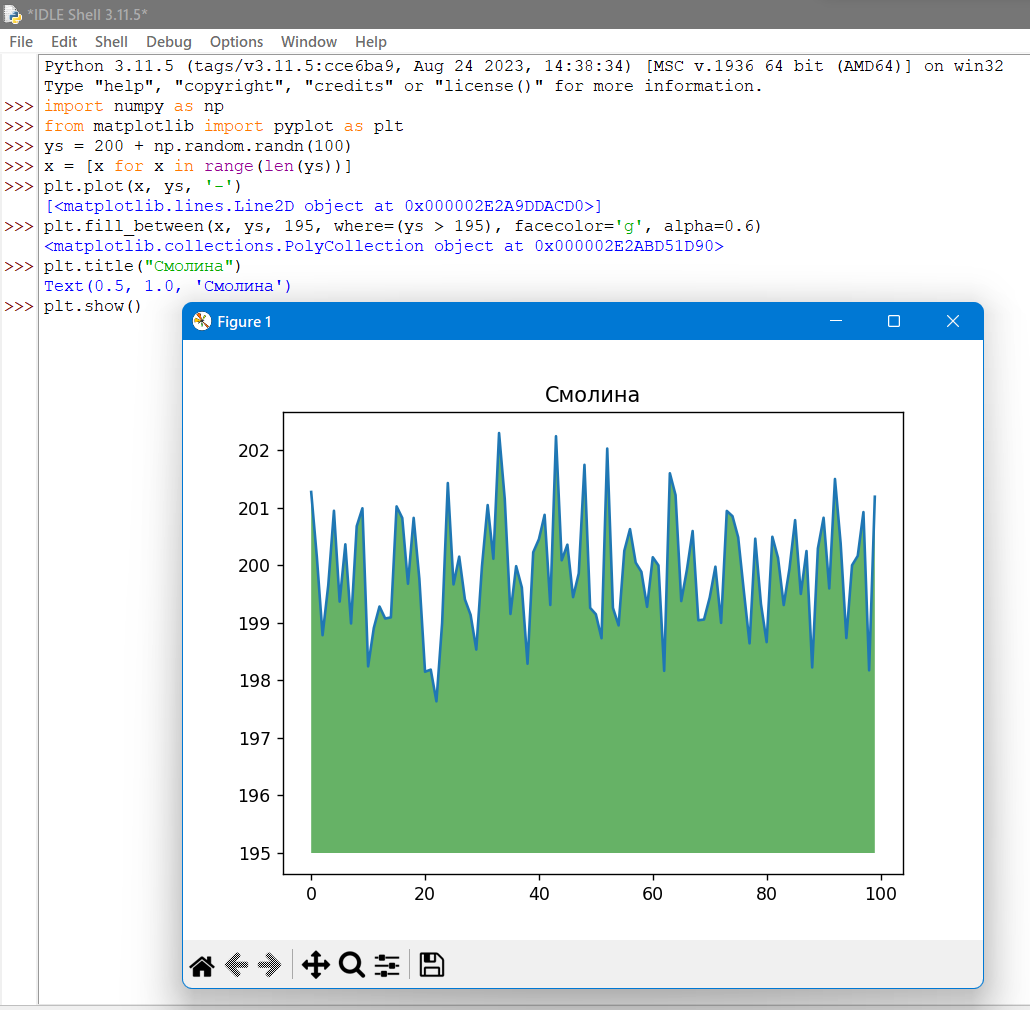 *IDLE Shell 3.11.5*
File Edit Shell Debug Options Window Help
Python 3.11.5 (tags/v3.11.5:cce6ba9, Aug 24 2023, 14:38:34) [MSC v.1936 64 bit (AMD64)] on win32
Type "help", "copyright", "credits" or "license()" for more information.
>>> import numpy as np
>>> from matplotlib import pyplot as plt
>>> ys = 200 + np.random.randn(100)
>>> x = [x for x in range(len(ys))]
>>> plt.plot(x, ys, '-')
[<matplotlib.lines.Line2D object at 0x000002E2A9DDACD0>]
>>> plt.fill_between(x, ys, 195, where=(ys > 195), facecolor='g', alpha=0.6)
<matplotlib.collections.PolyCollection object at 0x000002E2ABD51D90>
>>> plt.title("Смолина")
Text(0.5, 1.0, 'Смолина')
>>> plt.show()
Figure 1
Смолина
202
201
200
199
198
197
196
195
0 20 40 60 80 100